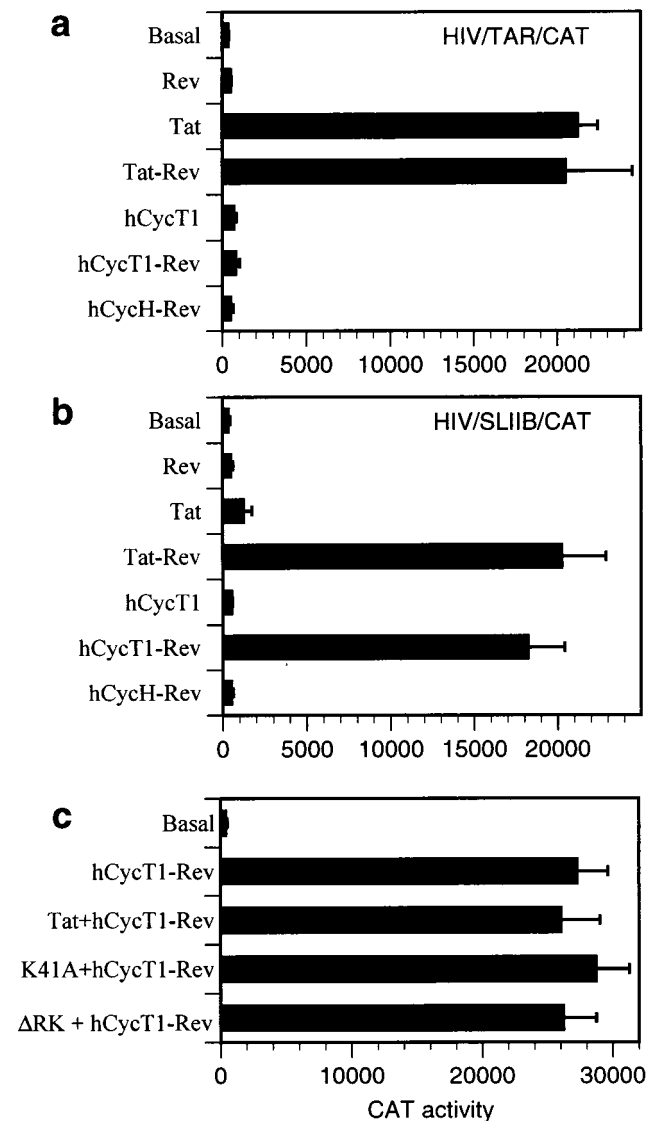 a
HIV/TAR/CAT
Basal
Rev
Tat
Tat-Rev
hCycT1
hCycT1-Rev
hCycH-Rev
0 5000 10000 15000 20000
b
HIV/SLIIB/CAT
Basal
Rev
Tat
Tat-Rev
hCycT1
hCycT1-Rev
hCycH-Rev
0 5000 10000 15000 20000
c
Basal
hCycT1-Rev
Tat+hCycT1-Rev
K41A+hCycT1-Rev
ΔRK + hCycT1-Rev
0 10000 20000 30000
CAT activity